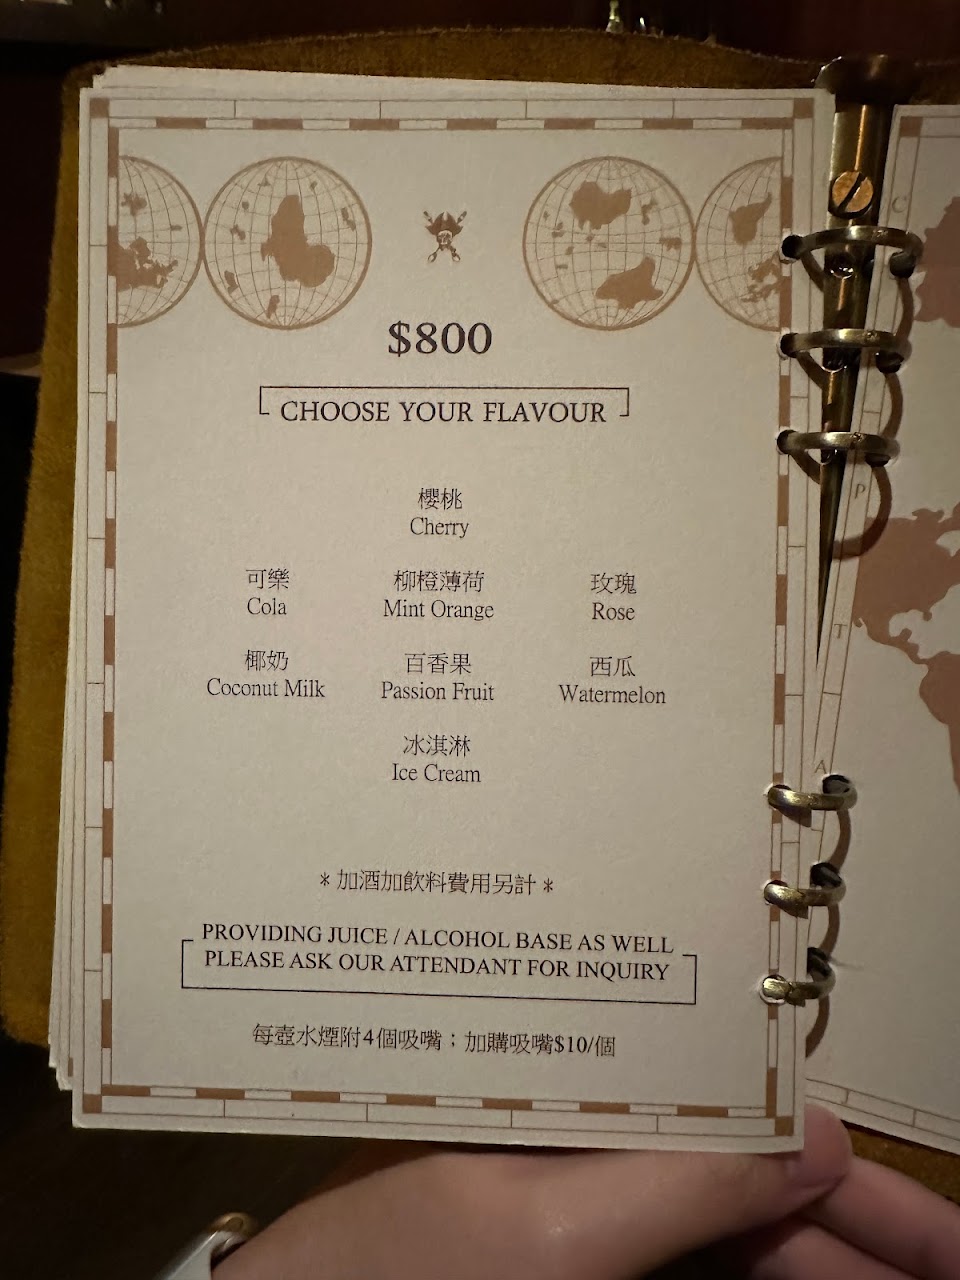 $800
CHOOSE YOUR FLAVOUR
櫻桃
Cherry
可樂
Cola
柳橙薄荷
Mint Orange
玫瑰
Rose
椰奶
Coconut Milk
百香果
Passion Fruit
西瓜
Watermelon
冰淇淋
Ice Cream
*加酒加飲料費用另計*
PROVIDING JUICE / ALCOHOL BASE AS WELL
PLEASE ASK OUR ATTENDANT FOR INQUIRY
每壺水煙附4個吸嘴；加購吸嘴$10/個
C
P
T
A